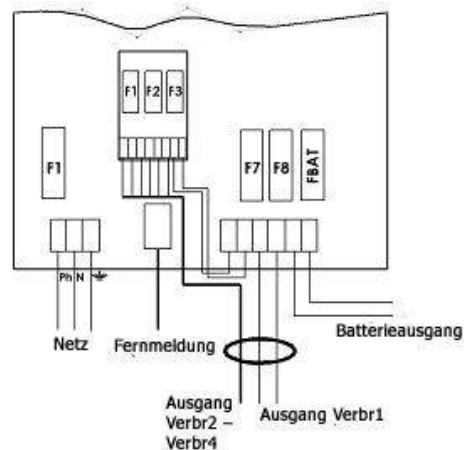 F1 F2 F3
F1
F7 F8 FBAT
Ph N
Netz
Fernmeldung
Batterieausgang
Ausgang
Verbr2 –
Verbr4
Ausgang Verbr1